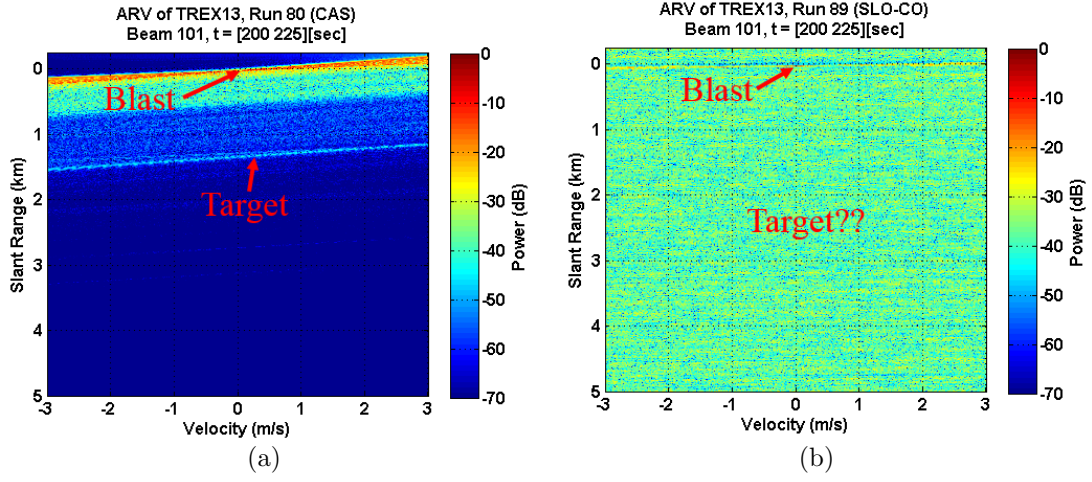 ARV of TREX13, Run 80 (CAS)
Beam 101, t = [200 225][sec]
Blast
Target
0
1
2
3
4
5
Slant Range (km)
-3
-2
-1
0
1
2
3
Velocity (m/s)
0
-10
-20
-30
-40
-50
-60
-70
Power (dB)
(a)
ARV of TREX13, Run 89 (SLO-CO)
Beam 101, t = [200 225][sec]
Blast
Target??
0
1
2
3
4
5
Slant Range (km)
-3
-2
-1
0
1
2
3
Velocity (m/s)
0
-10
-20
-30
-40
-50
-60
-70
Power (dB)
(b)